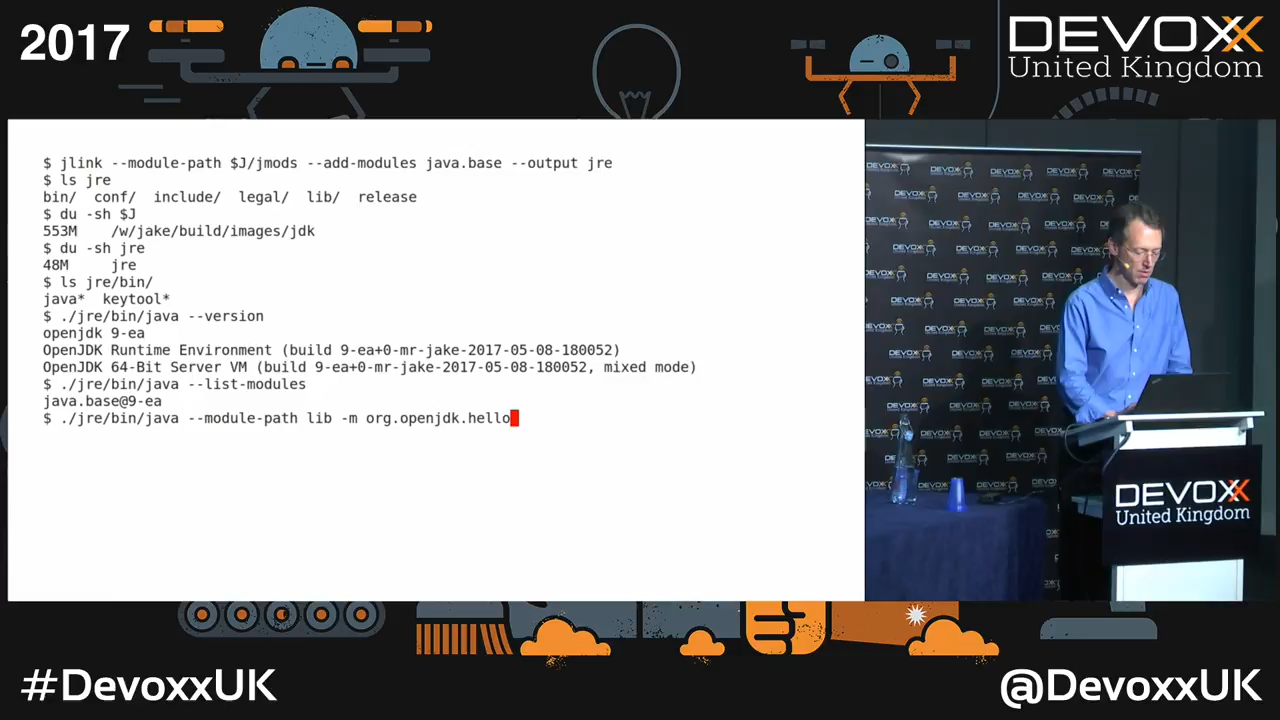 2017
DEVOXX
United Kingdom
$ jlink --module-path $J/jmods --add-modules java.base --output jre
$ ls jre
bin/  conf/  include/  legal/  lib/  release
$ du -sh $J
553M    /w/jake/build/images/jdk
$ du -sh jre
48M     jre
$ ls jre/bin/
java*  keytool*
$ ./jre/bin/java --version
openjdk 9-ea
OpenJDK Runtime Environment (build 9-ea+0-mr-jake-2017-05-08-180052)
OpenJDK 64-Bit Server VM (build 9-ea+0-mr-jake-2017-05-08-180052, mixed mode)
$ ./jre/bin/java --list-modules
java.base@9-ea
$ ./jre/bin/java --module-path lib -m org.openjdk.hello
DEVOXX
United Kingdom
#DevoxxUK
@DevoxxUK